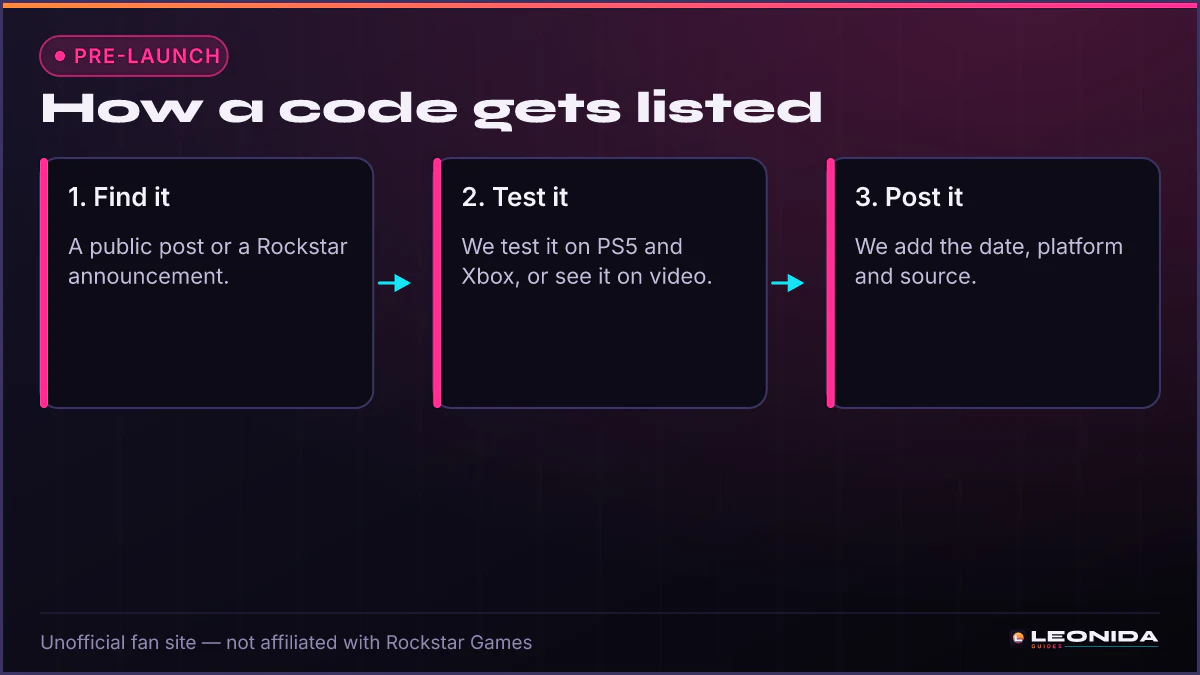 PRE-LAUNCH
How a code gets listed
1. Find it
A public post or a Rockstar
announcement.
2. Test it
We test it on PS5 and
Xbox, or see it on video.
3. Post it
We add the date, platform
and source.
Unofficial fan site — not affiliated with Rockstar Games
LEONIDA
GUIDES